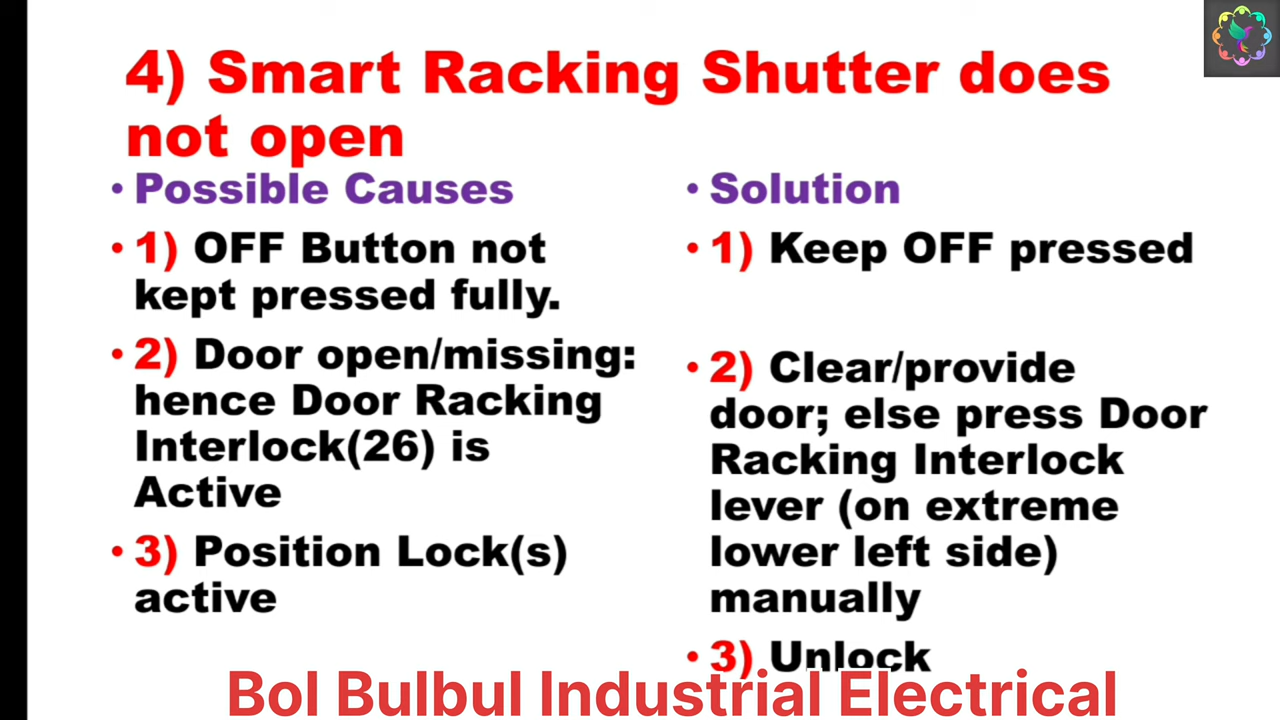 4) Smart Racking Shutter does
not open
• Possible Causes
• 1) OFF Button not
kept pressed fully.
• 2) Door open/missing:
hence Door Racking
Interlock(26) is
Active
• 3) Position Lock(s)
active
• Solution
• 1) Keep OFF pressed
• 2) Clear/provide
door; else press Door
Racking Interlock
lever (on extreme
lower left side)
manually
• 3) Unlock
Bol Bulbul Industrial Electrical